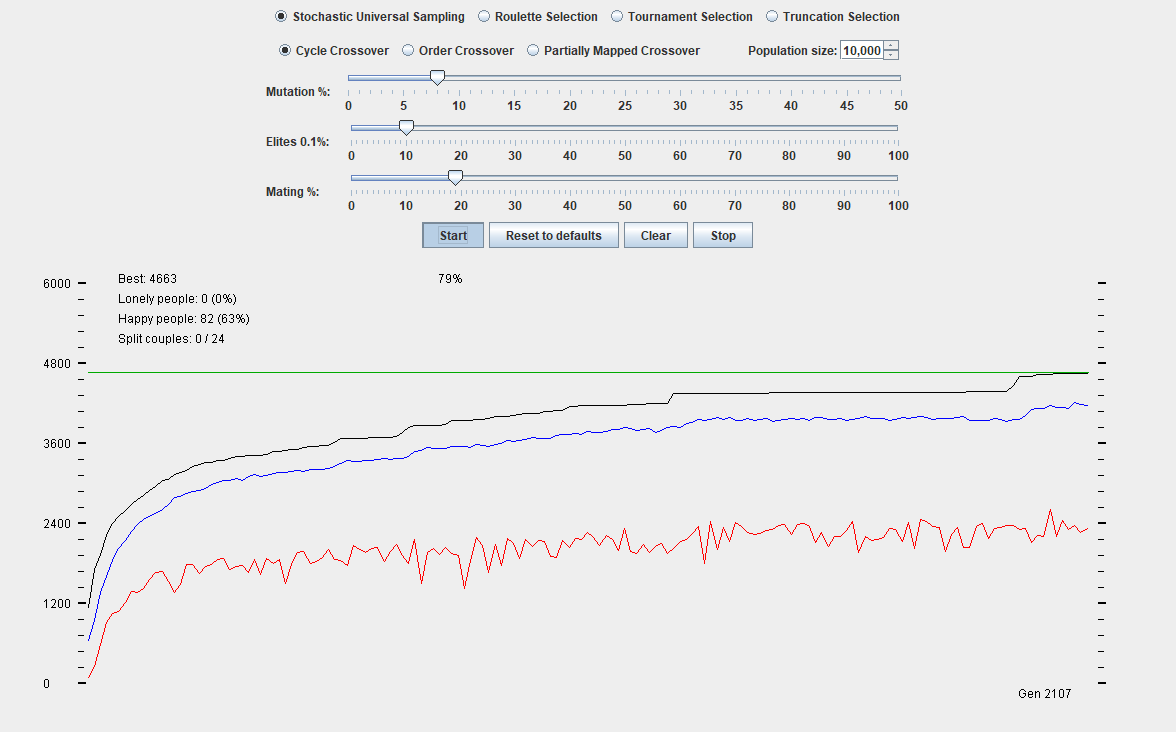 Stochastic Universal Sampling Roulette Selection Tournament Selection Truncation Selection
Cycle Crossover Order Crossover Partially Mapped Crossover Population size: 10,000
Mutation %:
0 5 10 15 20 25 30 35 40 45 50
Elites 0.1%:
0 10 20 30 40 50 60 70 80 90 100
Mating %:
0 10 20 30 40 50 60 70 80 90 100
Start Reset to defaults Clear Stop
Best: 4663 79%
6000
Lonely people: 0 (0%)
Happy people: 82 (63%)
Split couples: 0 / 24
4800
3600
2400
1200
0
Gen 2107